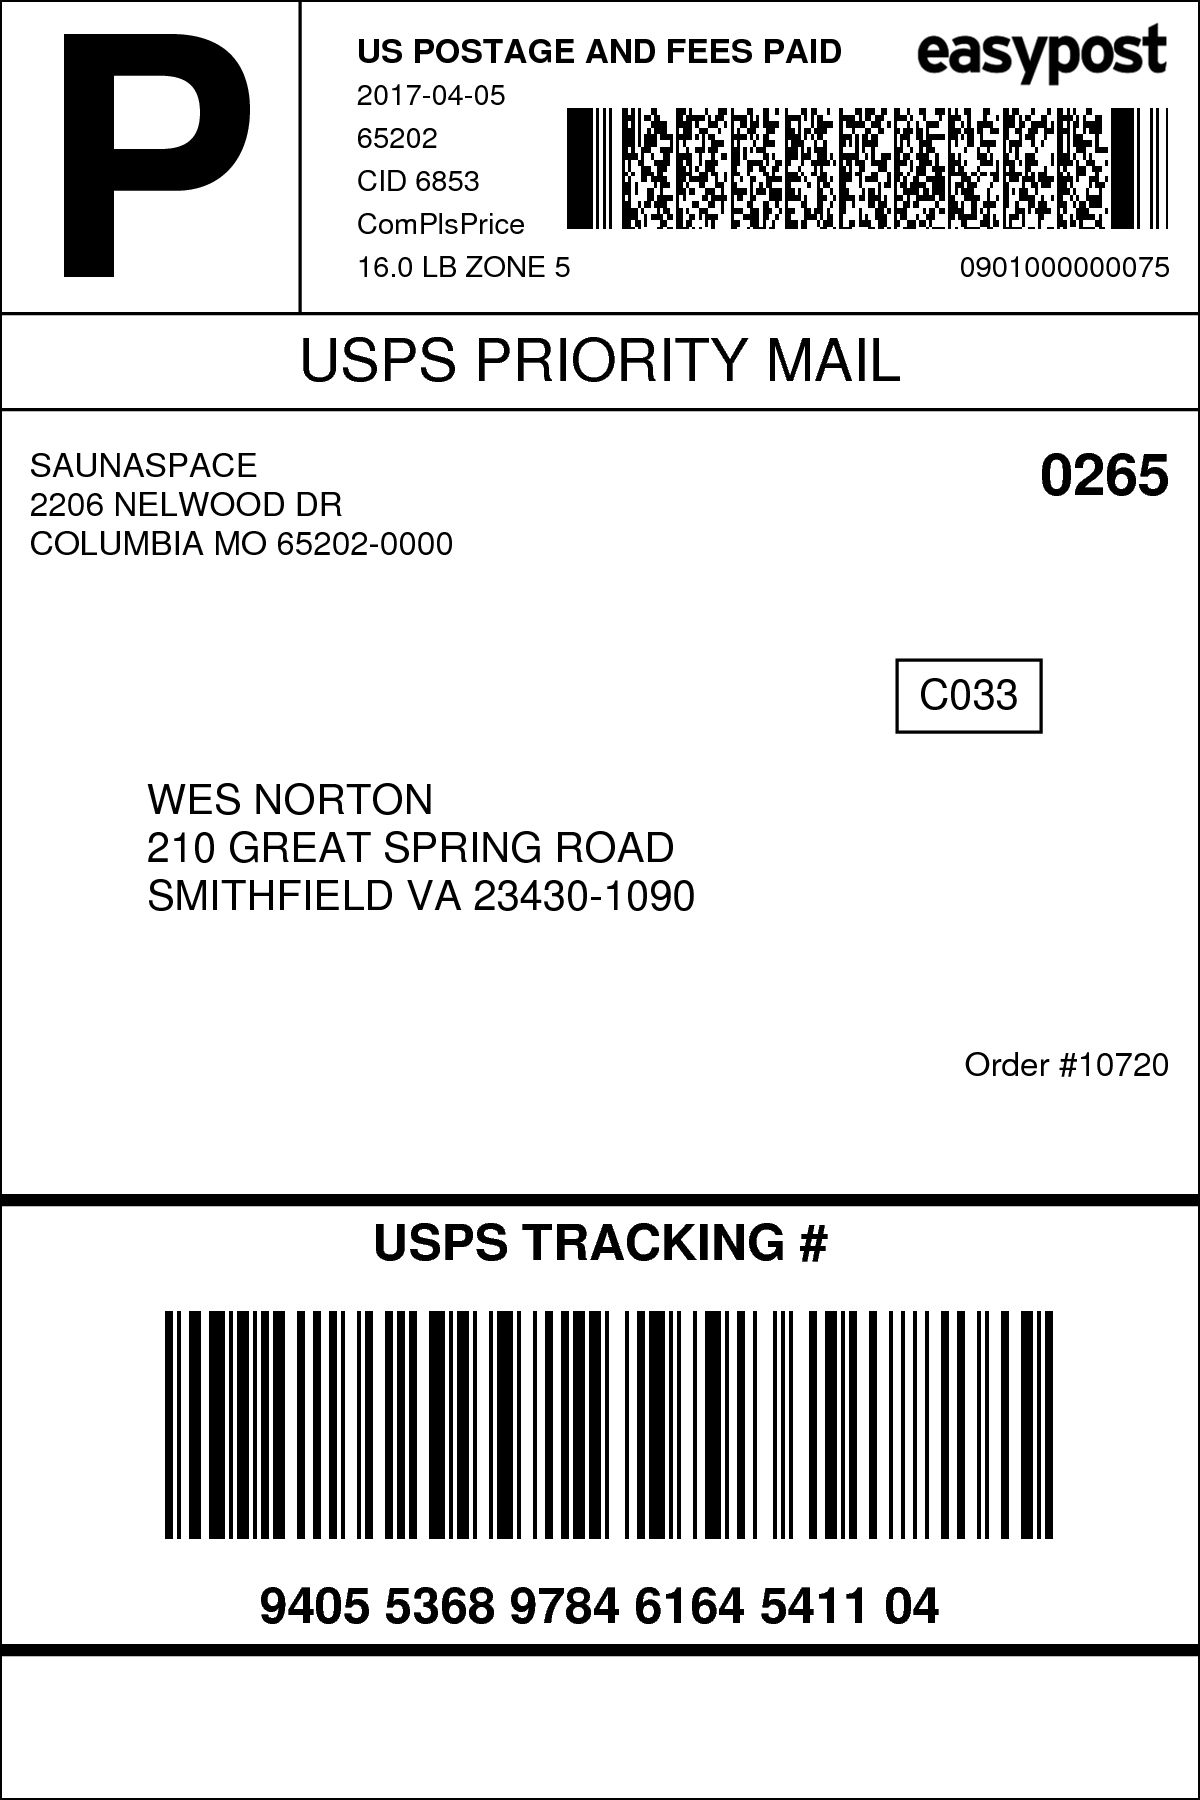 P
US POSTAGE AND FEES PAID
easypost
2017-04-05
65202
CID 6853
ComPlsPrice
16.0 LB ZONE 5
0901000000075
USPS PRIORITY MAIL
SAUNASPACE
2206 NELWOOD DR
COLUMBIA MO 65202-0000
0265
C033
WES NORTON
210 GREAT SPRING ROAD
SMITHFIELD VA 23430-1090
Order #10720
USPS TRACKING #
9405 5368 9784 6164 5411 04